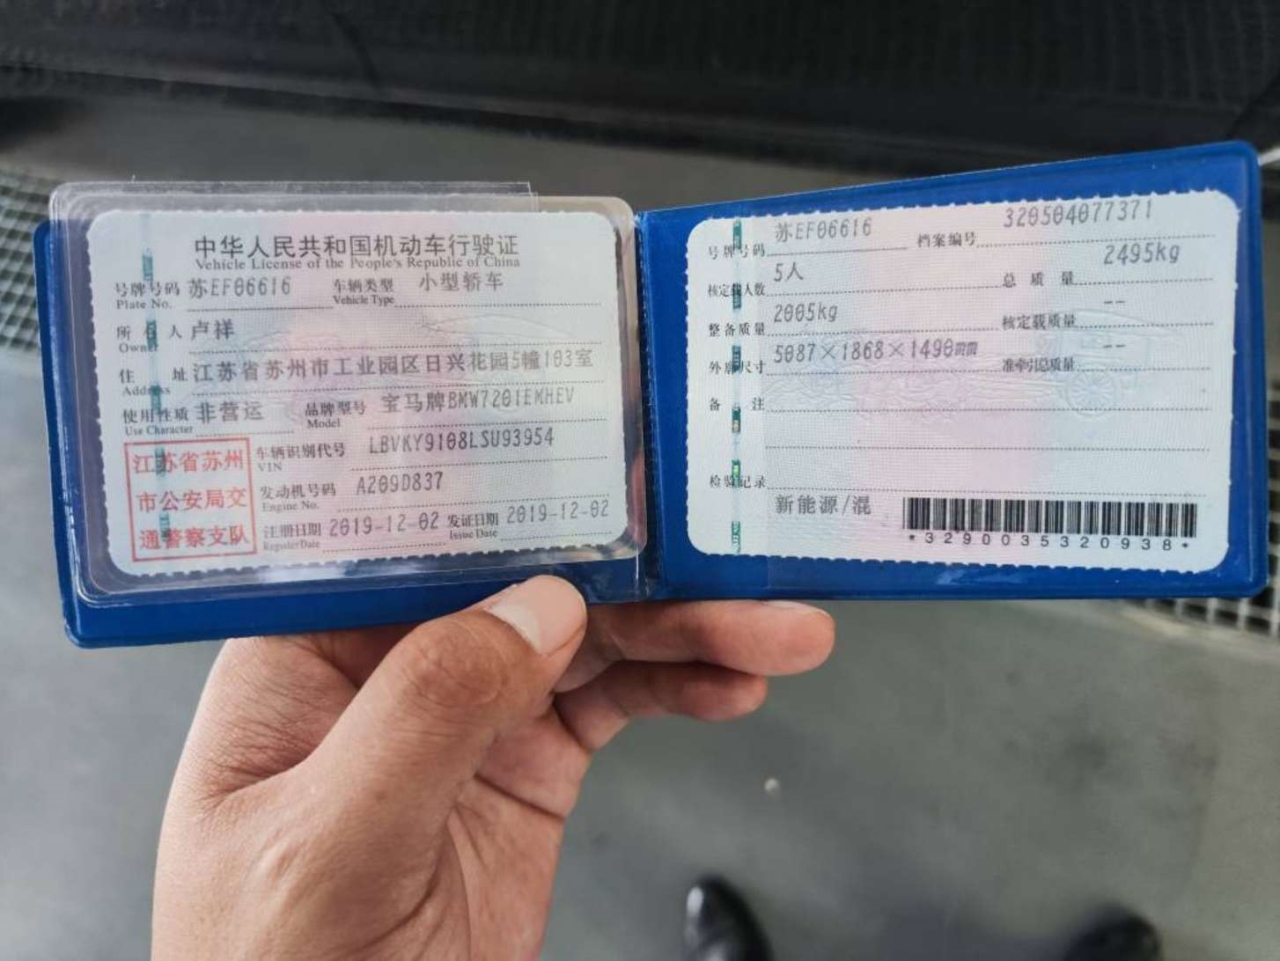 中华人民共和国机动车行驶证
Vehicle License of the People's Republic of China
号牌号码 苏EF06616 车辆类型 小型轿车
Plate No. Vehicle Type
所有人 卢祥
Owner
住址 江苏省苏州市工业园区日兴花园5幢103室
Address
使用性质 非营运 品牌型号 宝马牌BMW7201EMHEV
Use Character Model
江苏省苏州
市公安局交
通警察支队
车辆识别代号 LBVKY9108LSU93954
VIN
发动机号码 A209D837
Engine No.
注册日期 2019-12-02 发证日期 2019-12-02
Register Date Issue Date
号牌号码 苏EF06616 档案编号 320504077371
核定载人数 5人 总质量 2495kg
整备质量 2005kg 核定载质量 --
外廓尺寸 5087×1868×1490mm 准牵引总质量 --
备注
检验记录
新能源/混
*3290035320938*